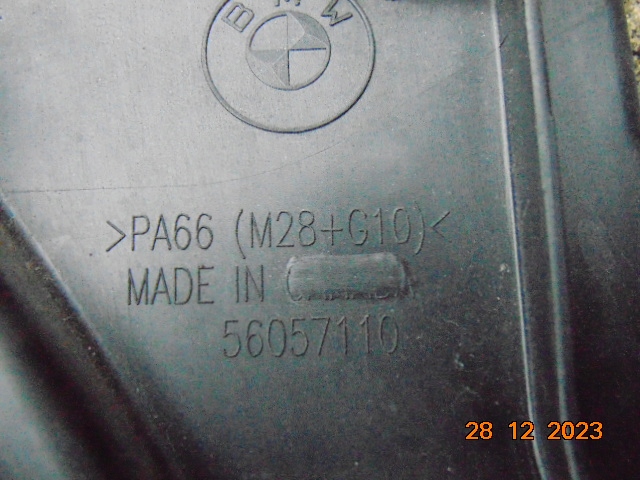 BMW
>PA66 (M28+G10)<
MADE IN
56057110
28 12 2023